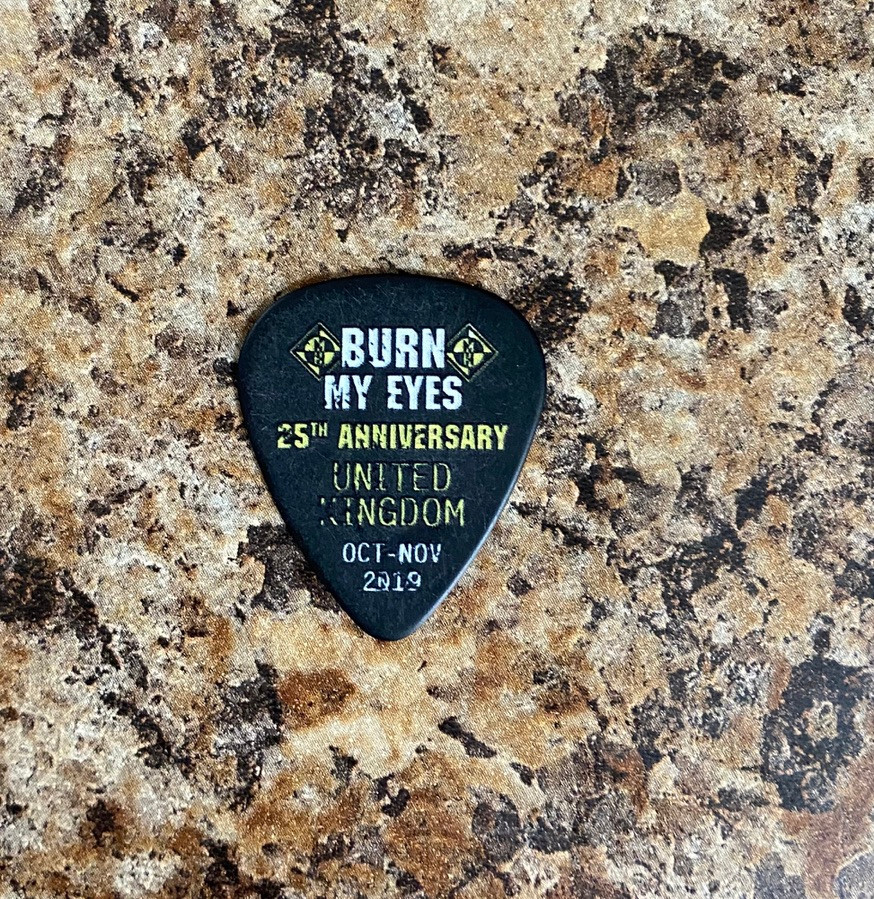 BURN
MY EYES
25TH ANNIVERSARY
UNITED
KINGDOM
OCT-NOV
2019